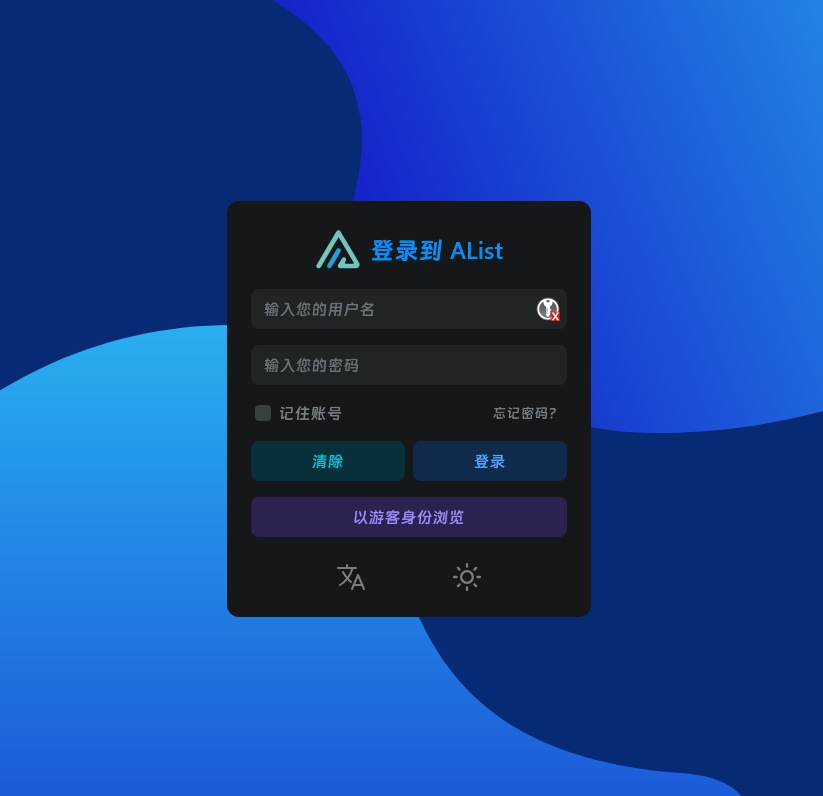 登录到 AList
输入您的用户名
输入您的密码
记住账号 忘记密码?
清除 登录
以游客身份浏览